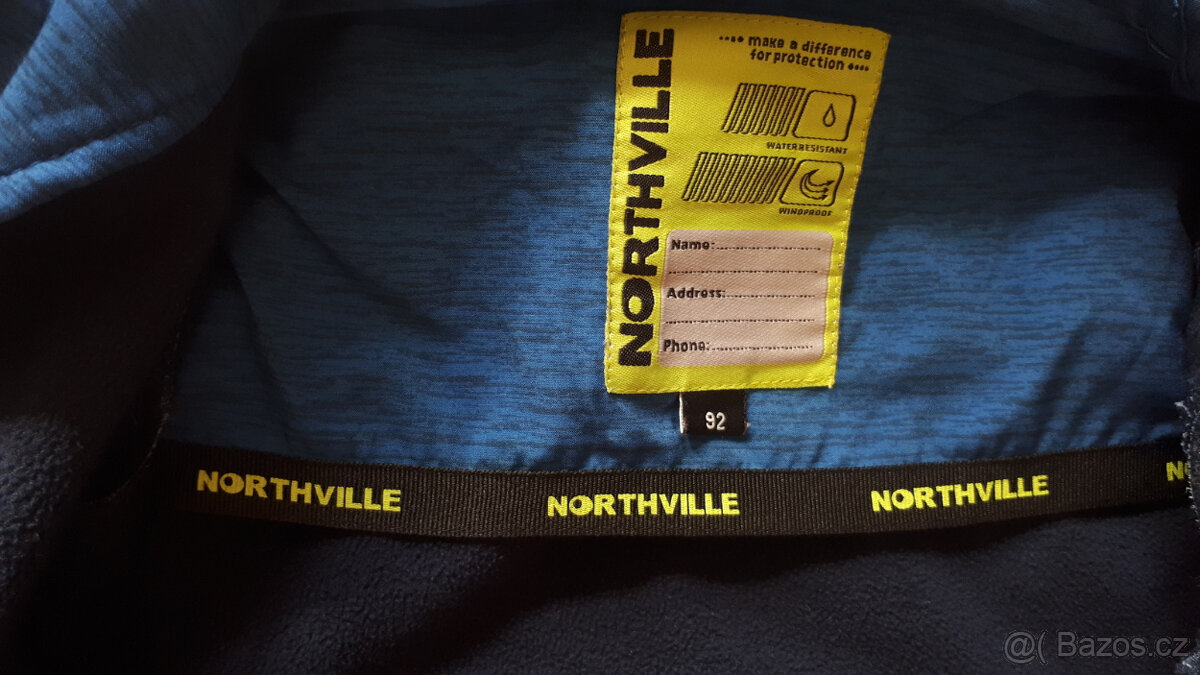 NORTHVILLE
make a difference
for protection
WATERRESISTANT
WINDPROOF
Name:
Address:
Phone:
92
NORTHVILLE NORTHVILLE NORTHVILLE N
@( Bazos.cz